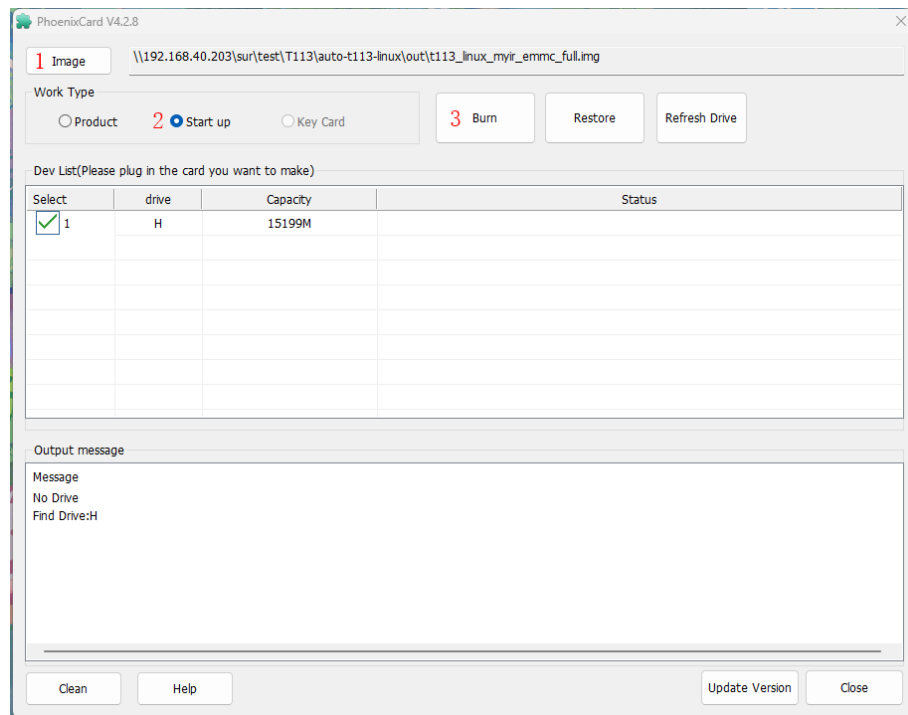 PhoenixCard V4.2.8
1 Image \\192.168.40.203\sur\test\T113\auto-t113-linux\out\t113_linux_myir_emmc_full.img
Work Type
Product 2 Start up Key Card 3 Burn Restore Refresh Drive
Dev List(Please plug in the card you want to make)
Select drive Capacity Status
1 H 15199M
Output message
Message
No Drive
Find Drive:H
Clean Help Update Version Close